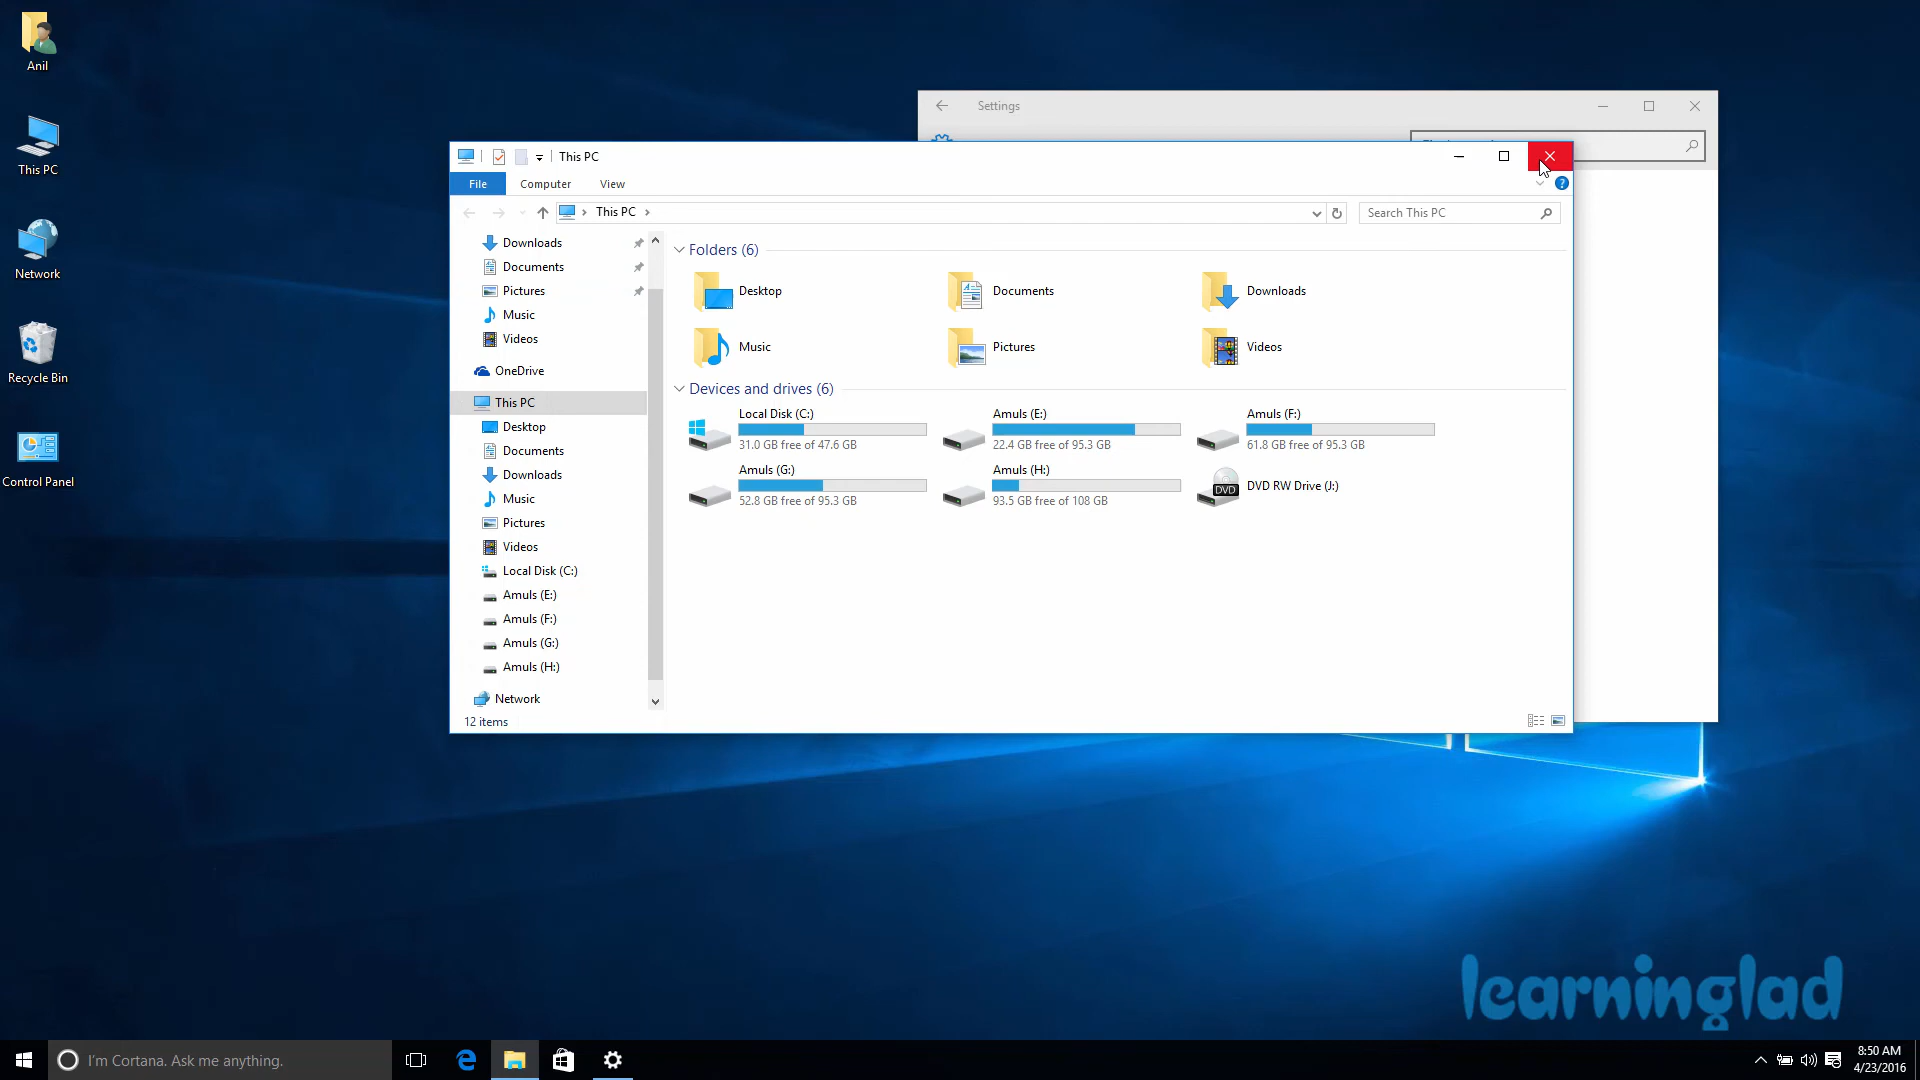 Anil
This PC
Network
Recycle Bin
Control Panel
Settings
This PC
File
Computer
View
This PC
Search This PC
Downloads
Documents
Pictures
Music
Videos
OneDrive
This PC
Desktop
Documents
Downloads
Music
Pictures
Videos
Local Disk (C:)
Amuls (E:)
Amuls (F:)
Amuls (G:)
Amuls (H:)
Network
12 items
Folders (6)
Desktop
Documents
Downloads
Music
Pictures
Videos
Devices and drives (6)
Local Disk (C:)
31.0 GB free of 47.6 GB
Amuls (E:)
22.4 GB free of 95.3 GB
Amuls (F:)
61.8 GB free of 95.3 GB
Amuls (G:)
52.8 GB free of 95.3 GB
Amuls (H:)
93.5 GB free of 108 GB
DVD
DVD RW Drive (J:)
learninglad
I'm Cortana. Ask me anything.
8:50 AM
4/23/2016